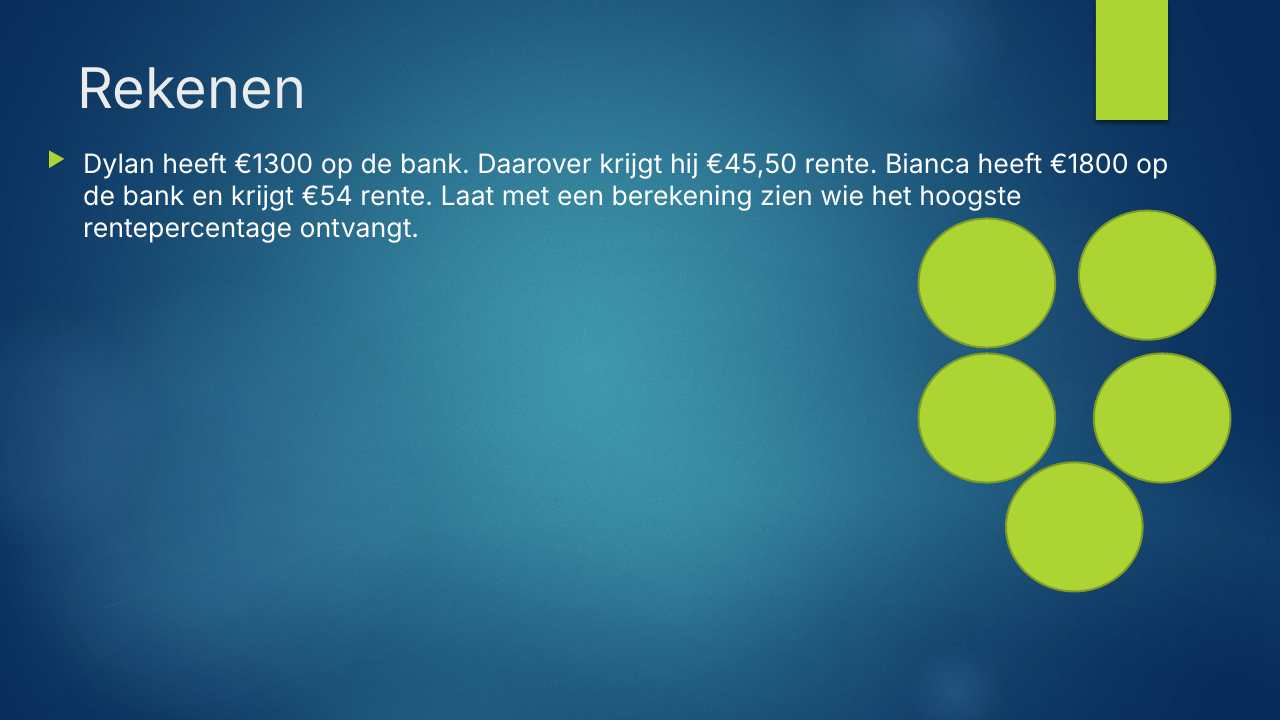 Rekenen
Dylan heeft €1300 op de bank. Daarover krijgt hij €45,50 rente. Bianca heeft €1800 op
de bank en krijgt €54 rente. Laat met een berekening zien wie het hoogste
rentepercentage ontvangt.